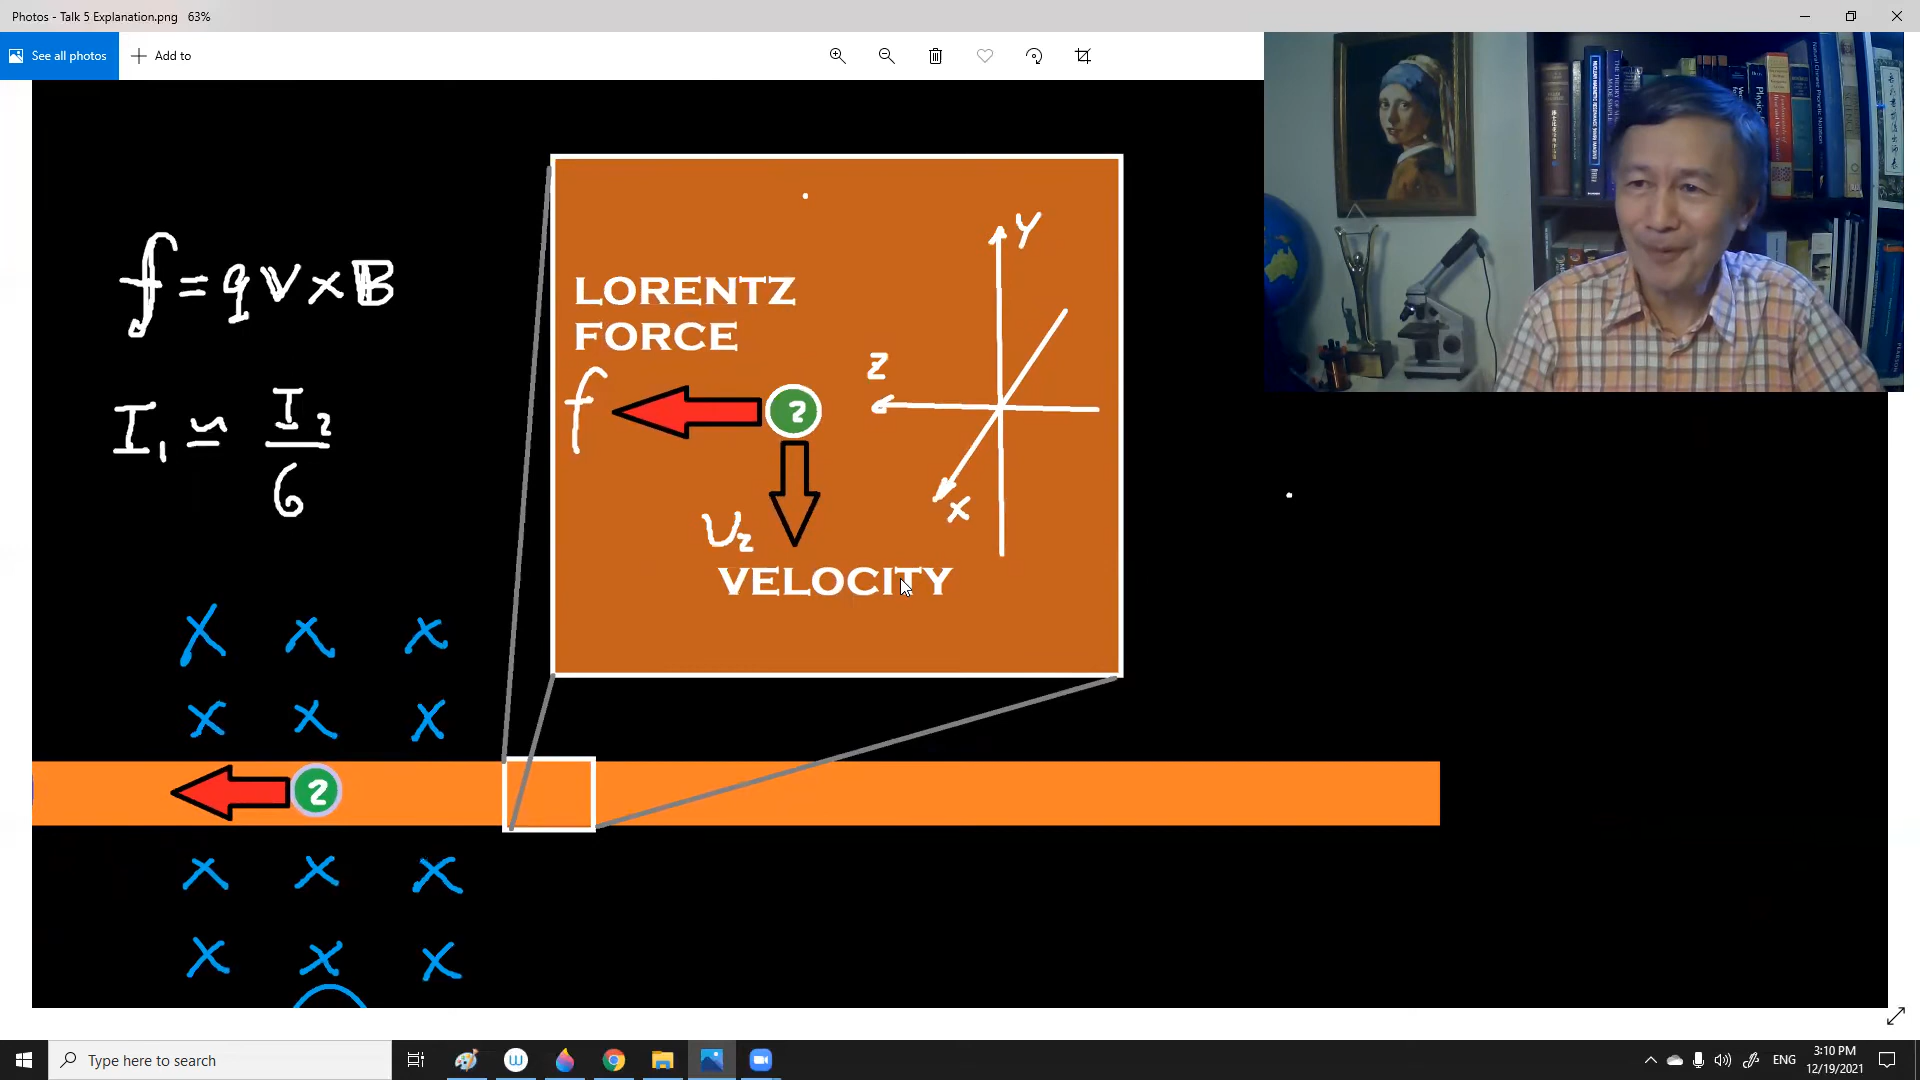 Photos - Talk 5 Explanation.png 63%
See all photos
Add to
f = qV×B
I₁ ≃ I₂/6
LORENTZ
FORCE
f
2
υ₂
VELOCITY
Y
Z
X
x x x
x x x
2
x x x
x x x
Type here to search
ENG
3:10 PM
12/19/2021